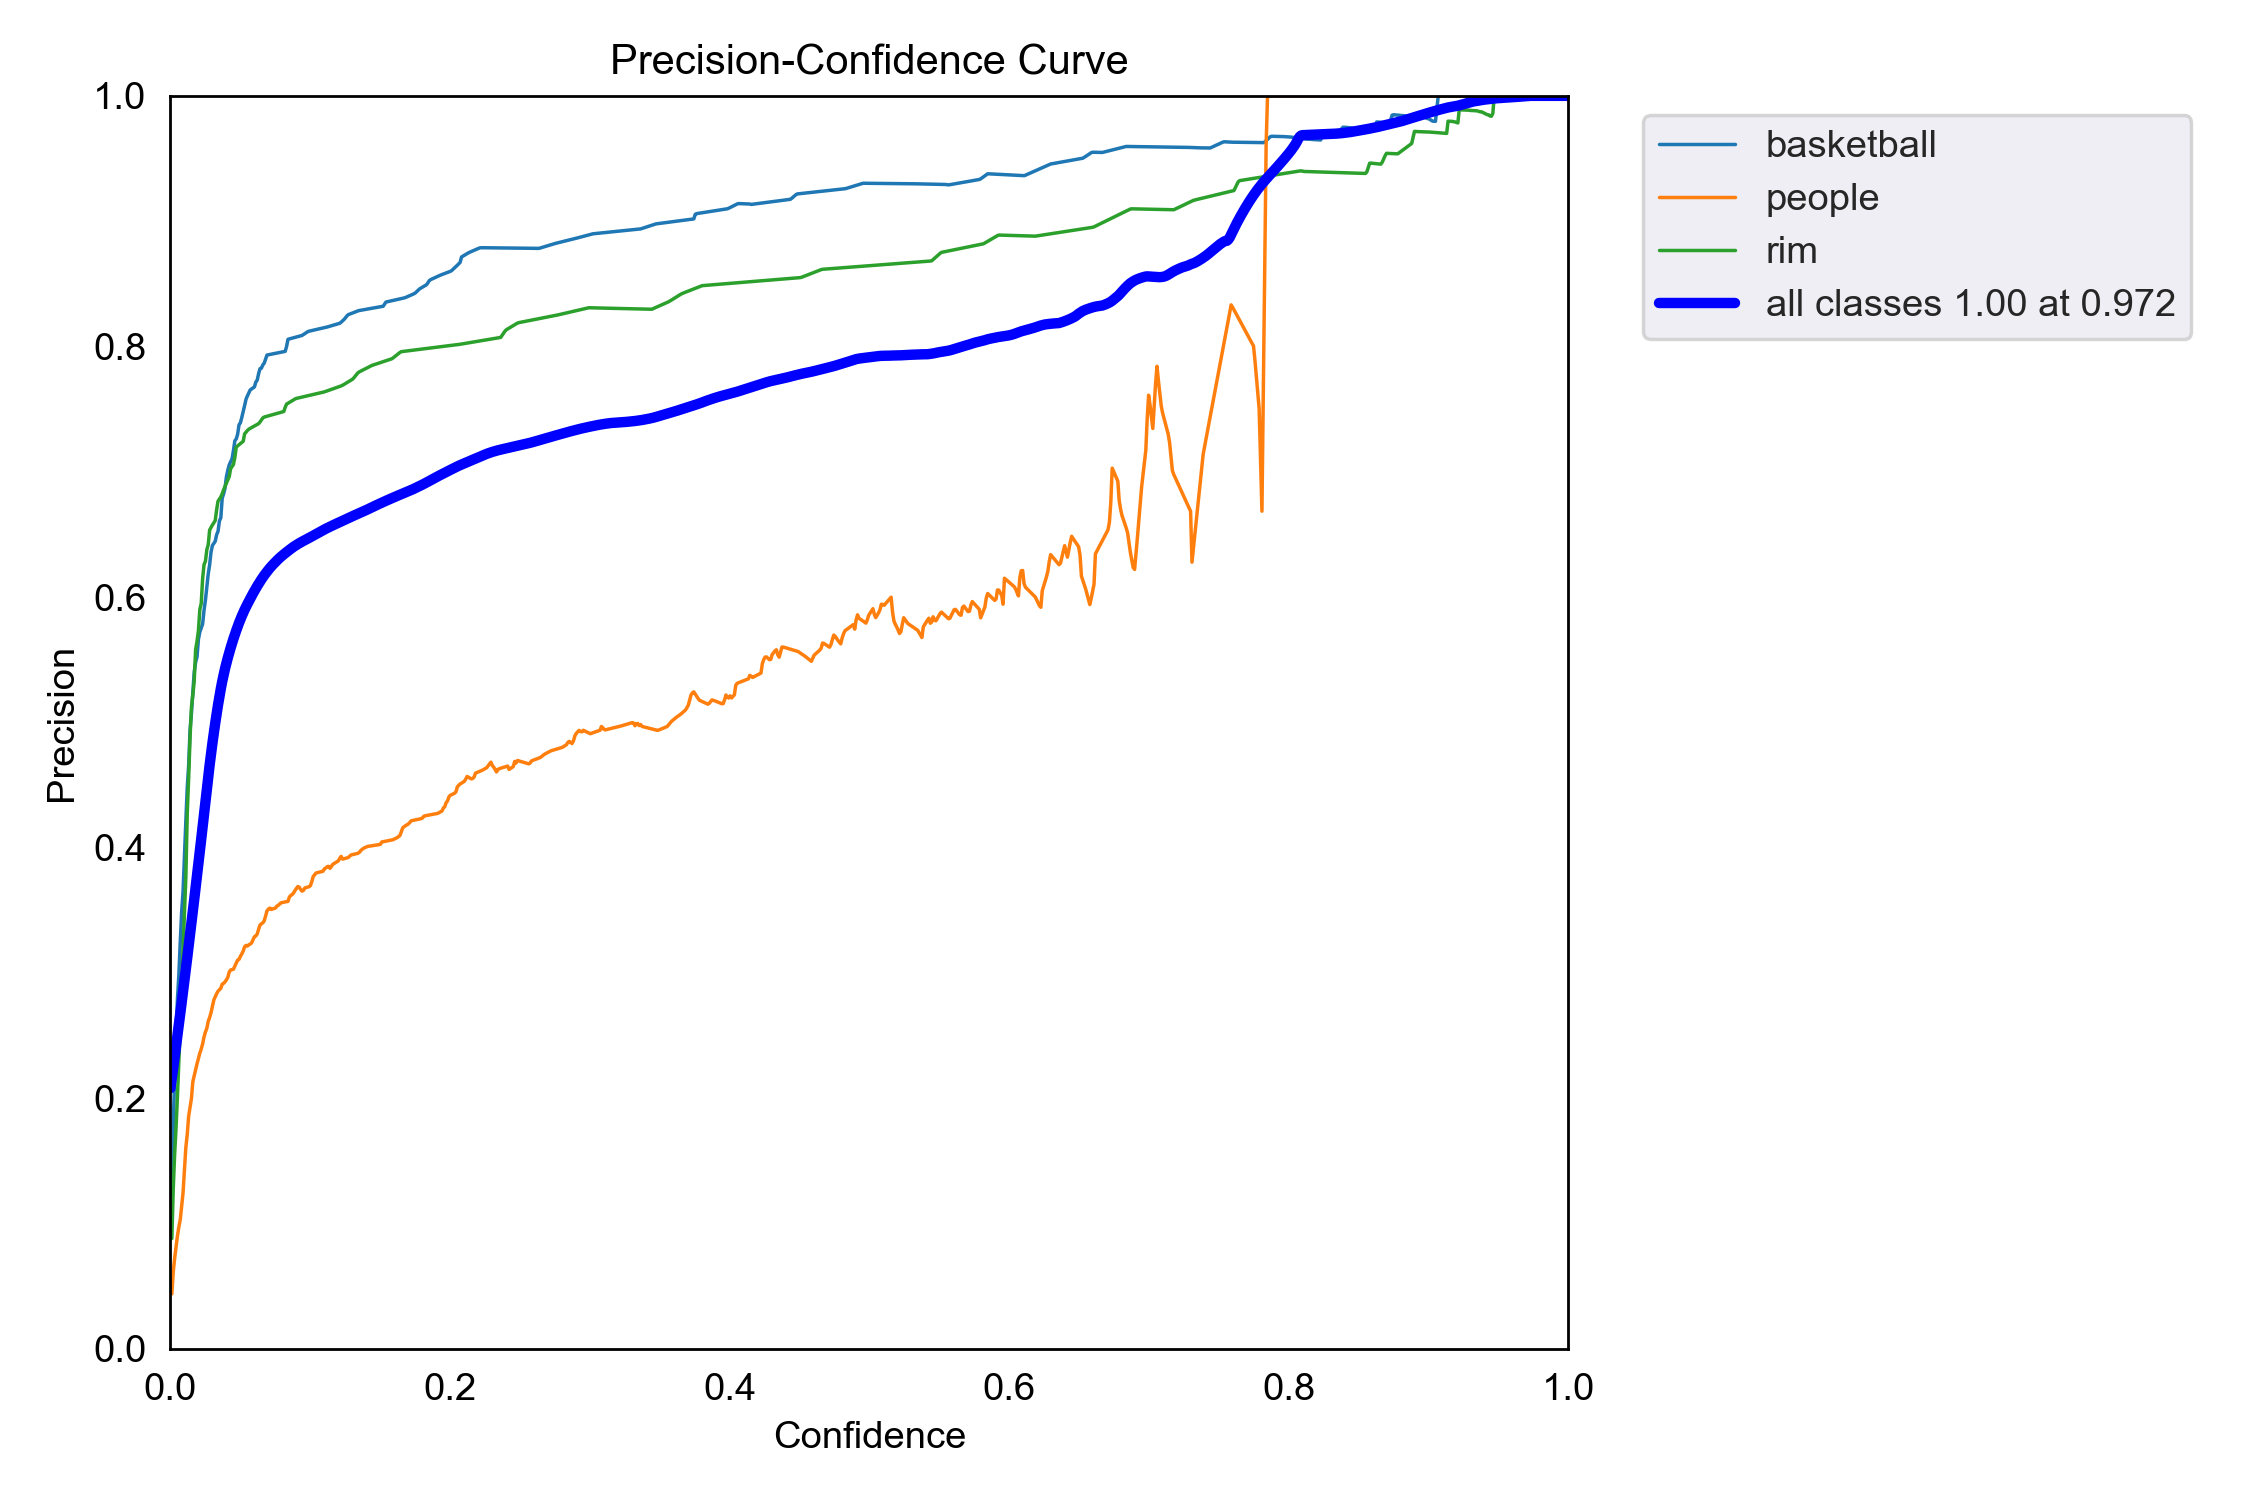 Precision-Confidence Curve
1.0
0.8
0.6
0.4
0.2
0.0
Precision
0.0 0.2 0.4 0.6 0.8 1.0
Confidence
basketball
people
rim
all classes 1.00 at 0.972